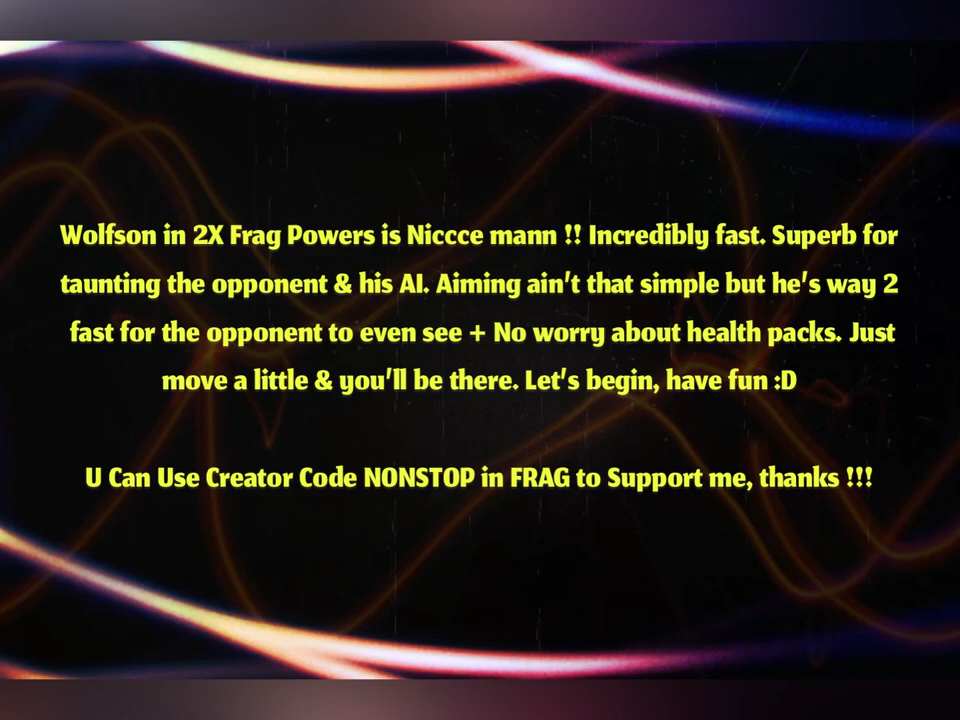 Wolfson in 2X Frag Powers is Niccce mann !! Incredibly fast. Superb for
taunting the opponent & his AI. Aiming ain't that simple but he's way 2
fast for the opponent to even see + No worry about health packs. Just
move a little & you'll be there. Let's begin, have fun :D
U Can Use Creator Code NONSTOP in FRAG to Support me, thanks !!!